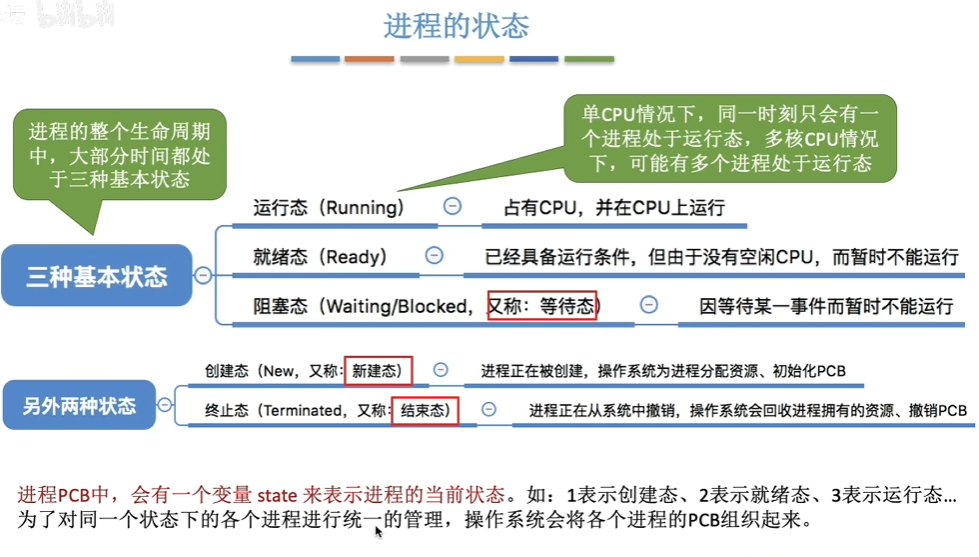 bilibili
进程的状态
进程的整个生命周期
中，大部分时间都处
于三种基本状态
单CPU情况下，同一时刻只会有一
个进程处于运行态，多核CPU情况
下，可能有多个进程处于运行态
三种基本状态
运行态（Running） 占有CPU，并在CPU上运行
就绪态（Ready） 已经具备运行条件，但由于没有空闲CPU，而暂时不能运行
阻塞态（Waiting/Blocked，又称：等待态） 因等待某一事件而暂时不能运行
另外两种状态
创建态（New，又称：新建态） 进程正在被创建，操作系统为进程分配资源、初始化PCB
终止态（Terminated，又称：结束态） 进程正在从系统中撤销，操作系统会回收进程拥有的资源、撤销PCB
进程PCB中，会有一个变量 state 来表示进程的当前状态。如：1表示创建态、2表示就绪态、3表示运行态...
为了对同一个状态下的各个进程进行统一的管理，操作系统会将各个进程的PCB组织起来。